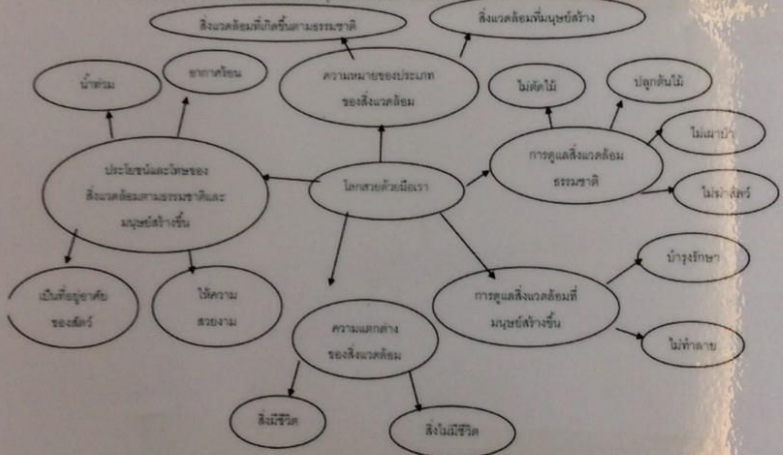 สิ่งแวดล้อมที่เกิดขึ้นตามธรรมชาติ
สิ่งแวดล้อมที่มนุษย์สร้าง
น้ำท่วม
อากาศร้อน
ความหมายของประเภท
ของสิ่งแวดล้อม
ไม่ตัดไม้
ปลูกต้นไม้
ไม่เผาป่า
ประโยชน์และโทษของ
สิ่งแวดล้อมตามธรรมชาติและ
มนุษย์สร้างขึ้น
โลกสวยด้วยมือเรา
การดูแลสิ่งแวดล้อม
ธรรมชาติ
ไม่ฆ่าสัตว์
เป็นที่อยู่อาศัย
ของสัตว์
ให้ความ
สวยงาม
ความแตกต่าง
ของสิ่งแวดล้อม
การดูแลสิ่งแวดล้อมที่
มนุษย์สร้างขึ้น
บำรุงรักษา
ไม่ทำลาย
สิ่งมีชีวิต
สิ่งไม่มีชีวิต